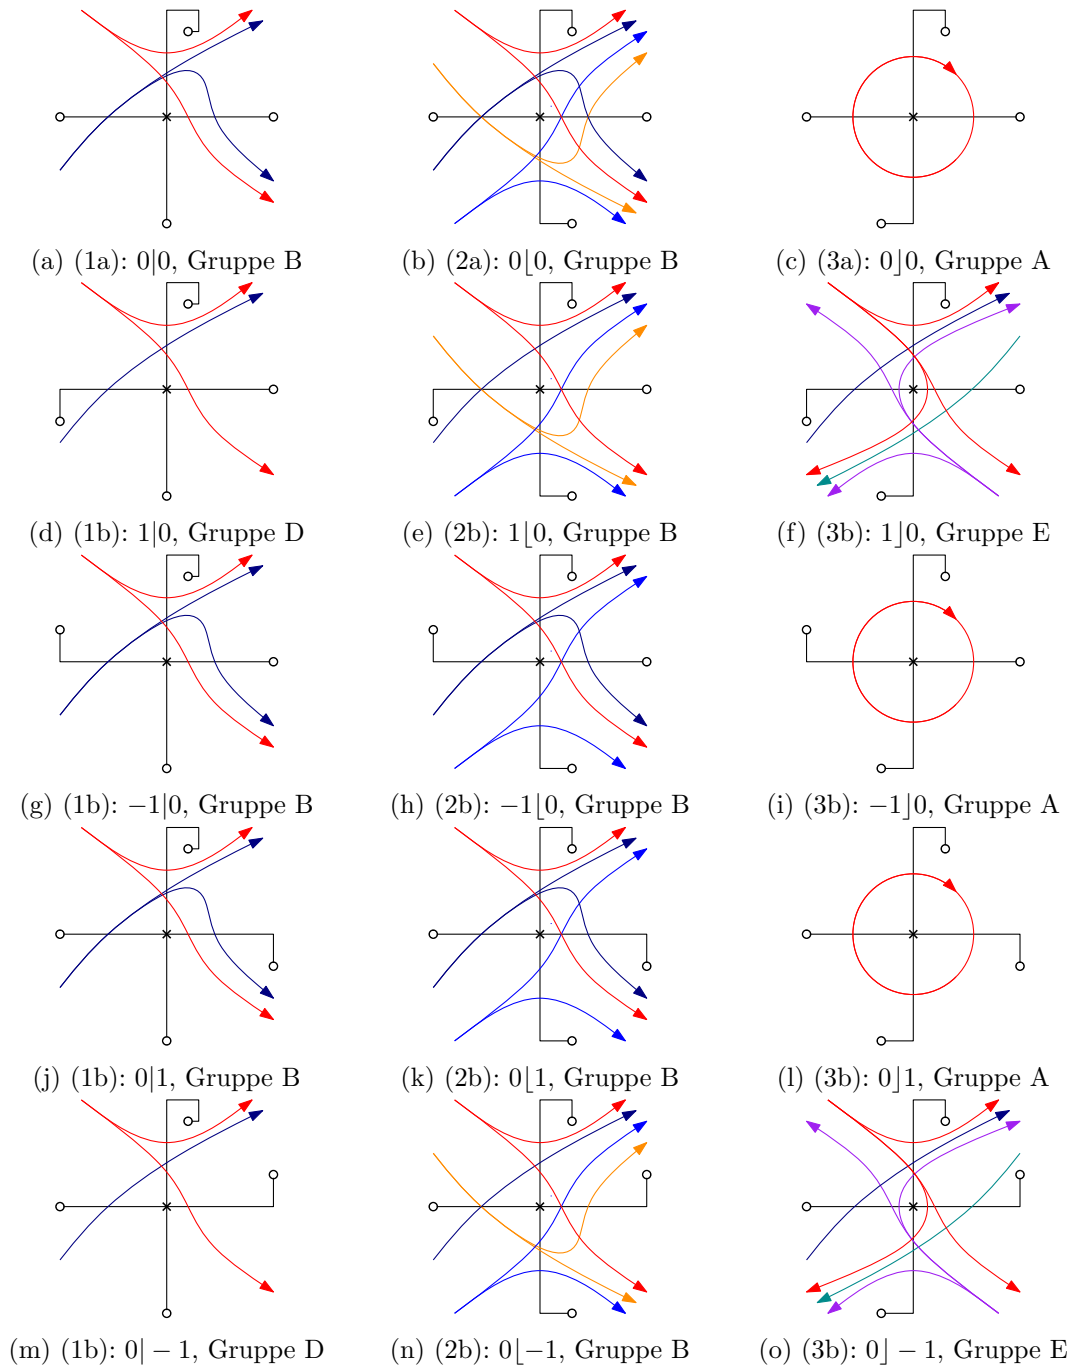 (a) (1a): 0|0, Gruppe B
(b) (2a): 0⌊0, Gruppe B
(c) (3a): 0⌋0, Gruppe A
(d) (1b): 1|0, Gruppe D
(e) (2b): 1⌊0, Gruppe B
(f) (3b): 1⌋0, Gruppe E
(g) (1b): −1|0, Gruppe B
(h) (2b): −1⌊0, Gruppe B
(i) (3b): −1⌋0, Gruppe A
(j) (1b): 0|1, Gruppe B
(k) (2b): 0⌊1, Gruppe B
(l) (3b): 0⌋1, Gruppe A
(m) (1b): 0| − 1, Gruppe D
(n) (2b): 0⌊−1, Gruppe B
(o) (3b): 0⌋ − 1, Gruppe E